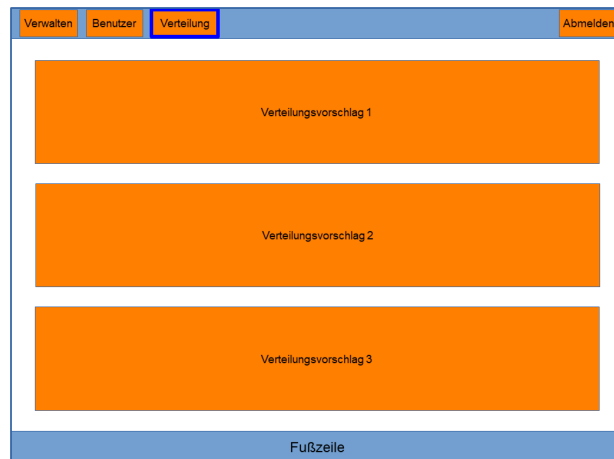 Verwalten Benutzer Verteilung Abmelden
Verteilungsvorschlag 1
Verteilungsvorschlag 2
Verteilungsvorschlag 3
Fußzeile